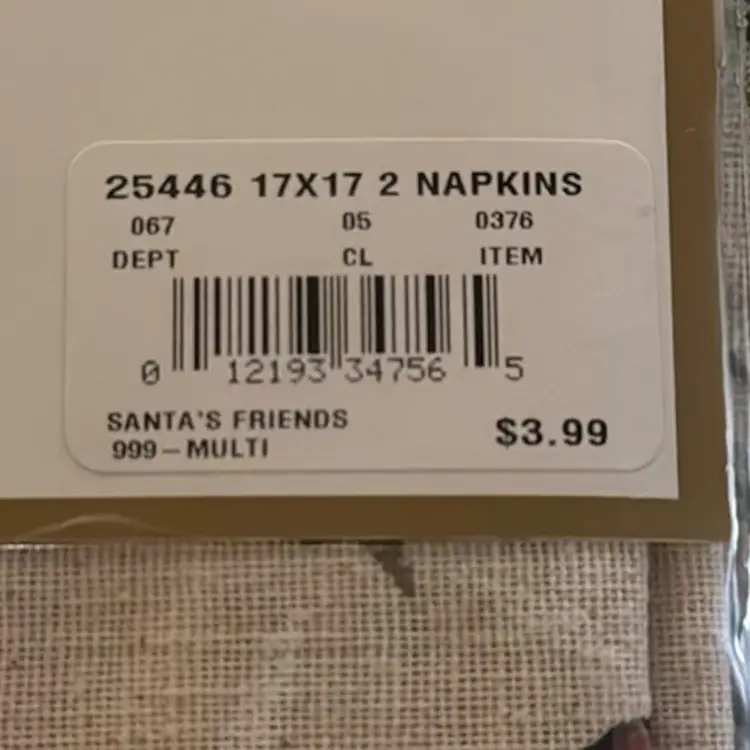 25446 17X17 2 NAPKINS
067 05 0376
DEPT CL ITEM
0 12193 34756 5
SANTA'S FRIENDS
999-MULTI
$3.99